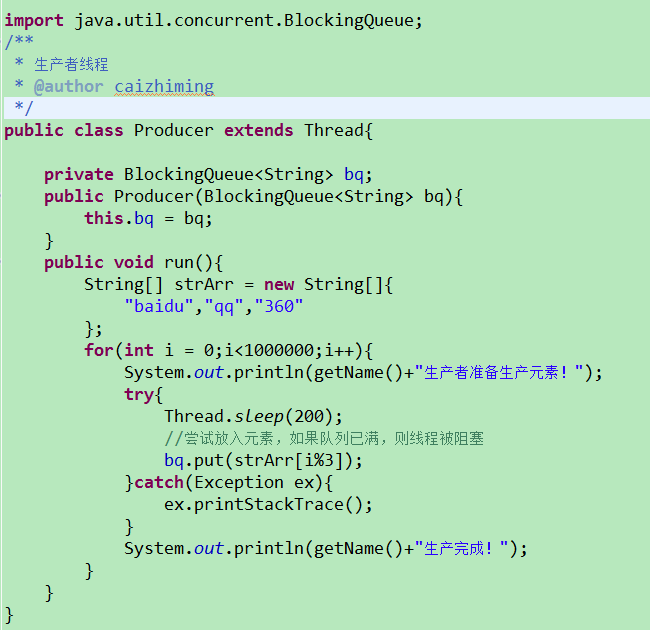 import java.util.concurrent.BlockingQueue;
/**
 * 生产者线程
 * @author caizhiming
 */
public class Producer extends Thread{

    private BlockingQueue<String> bq;
    public Producer(BlockingQueue<String> bq){
        this.bq = bq;
    }
    public void run(){
        String[] strArr = new String[]{
            "baidu","qq","360"
        };
        for(int i = 0;i<1000000;i++){
            System.out.println(getName()+"生产者准备生产元素！");
            try{
                Thread.sleep(200);
                //尝试放入元素，如果队列已满，则线程被阻塞
                bq.put(strArr[i%3]);
            }catch(Exception ex){
                ex.printStackTrace();
            }
            System.out.println(getName()+"生产完成！");
        }
    }
}